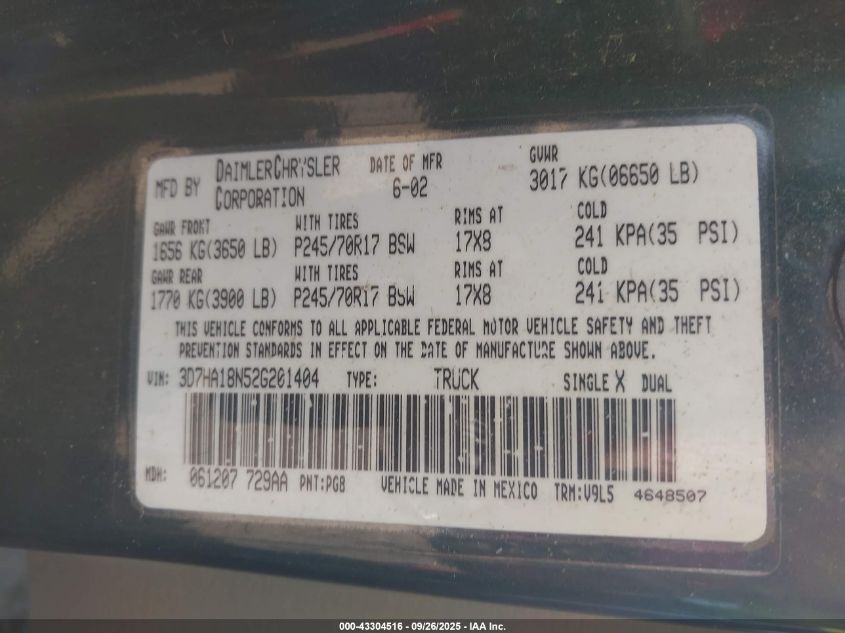 MFD BY DAIMLERCHRYSLER CORPORATION DATE OF MFR 6-02 GVWR 3017 KG(06650 LB)
GAWR FRONT WITH TIRES RIMS AT COLD
1656 KG(3650 LB) P245/70R17 BSW 17X8 241 KPA(35 PSI)
GAWR REAR WITH TIRES RIMS AT COLD
1770 KG(3900 LB) P245/70R17 BSW 17X8 241 KPA(35 PSI)
THIS VEHICLE CONFORMS TO ALL APPLICABLE FEDERAL MOTOR VEHICLE SAFETY AND THEFT
PREVENTION STANDARDS IN EFFECT ON THE DATE OF MANUFACTURE SHOWN ABOVE.
VIN: 3D7HA18N52G201404 TYPE: TRUCK SINGLE X DUAL
MDH: 061207 729AA PNT:PGB VEHICLE MADE IN MEXICO TRM:V9L5 4648507
000-43304516 - 09/26/2025 - IAA Inc.